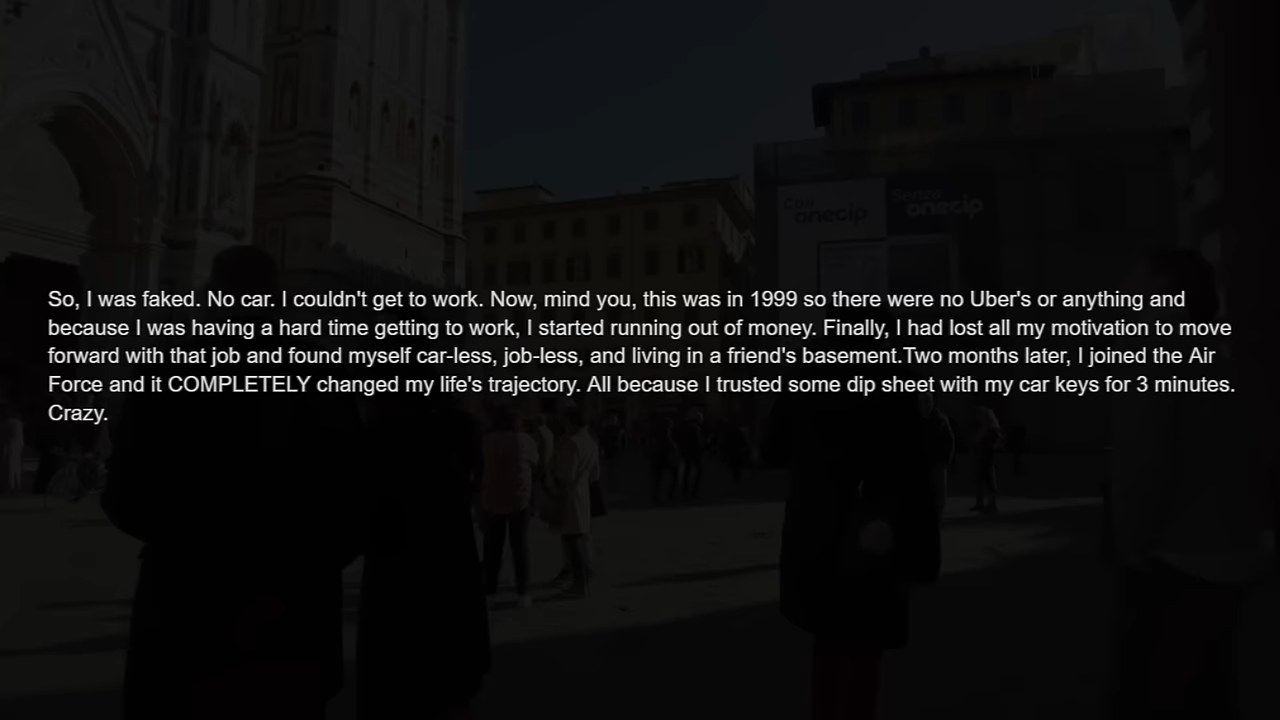 Con
onecip
Senza
onecip
So, I was faked. No car. I couldn't get to work. Now, mind you, this was in 1999 so there were no Uber's or anything and
because I was having a hard time getting to work, I started running out of money. Finally, I had lost all my motivation to move
forward with that job and found myself car-less, job-less, and living in a friend's basement.Two months later, I joined the Air
Force and it COMPLETELY changed my life's trajectory. All because I trusted some dip sheet with my car keys for 3 minutes.
Crazy.